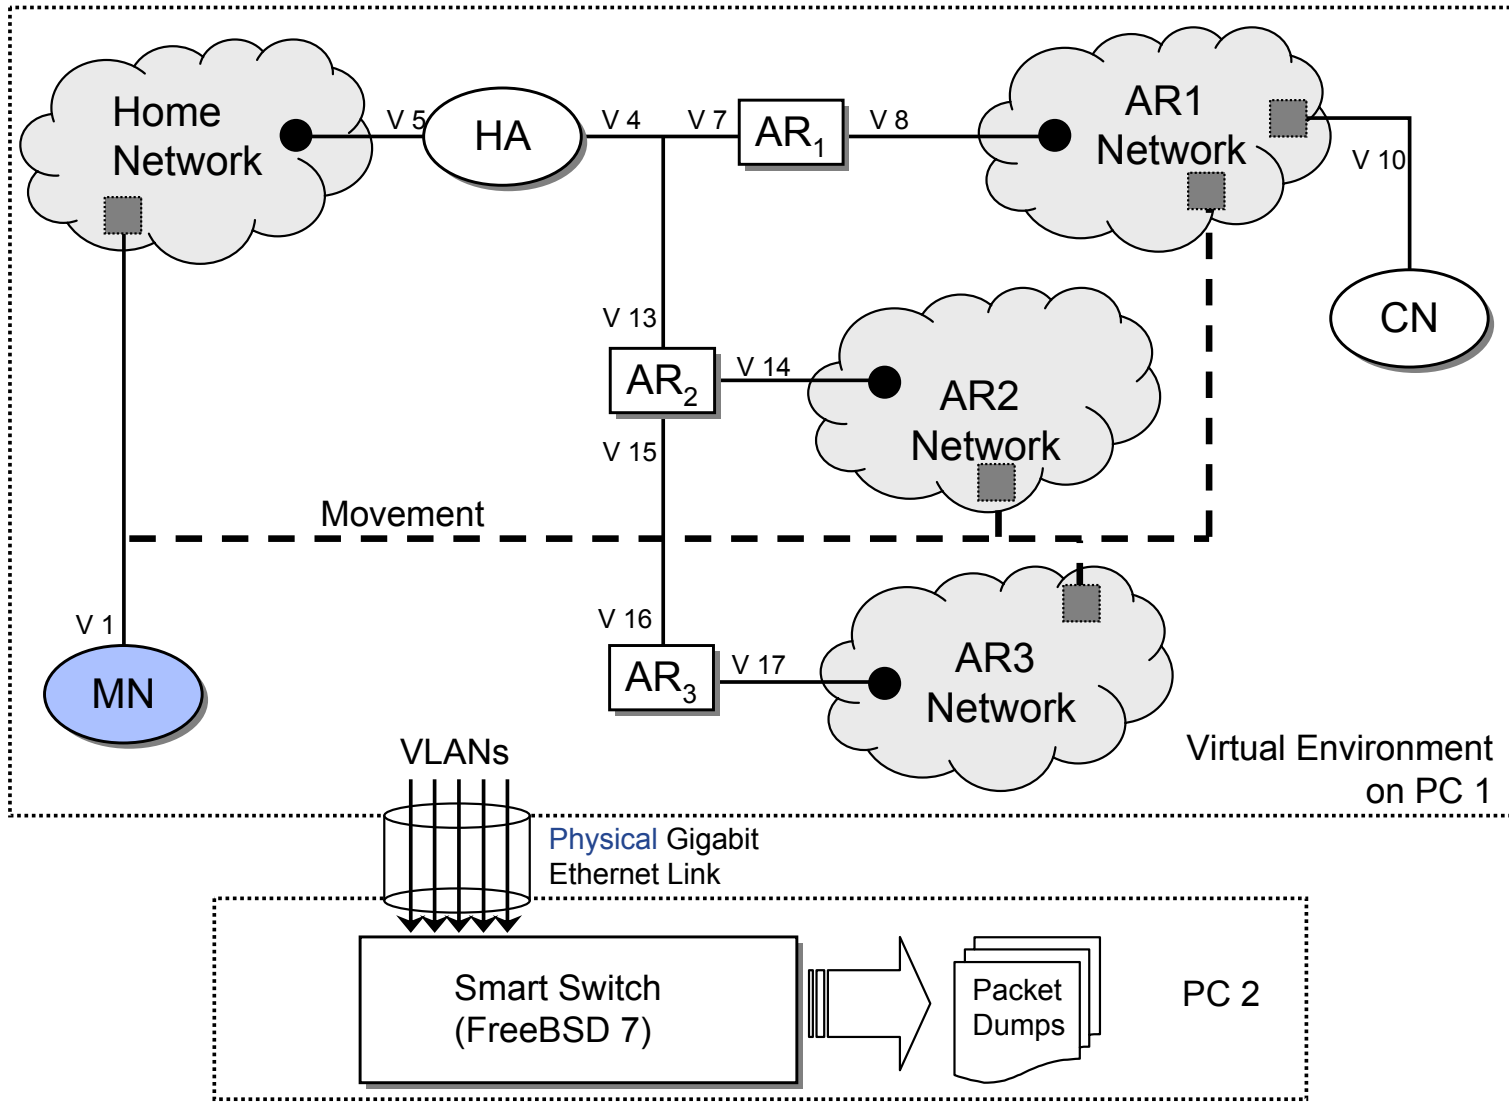 Home
Network
V 5
HA
V 4
V 7
AR1
V 8
AR1
Network
V 10
CN
V 13
AR2
V 14
AR2
Network
V 15
Movement
V 1
MN
V 16
AR3
V 17
AR3
Network
VLANs
Virtual Environment
on PC 1
Physical Gigabit
Ethernet Link
Smart Switch
(FreeBSD 7)
Packet
Dumps
PC 2